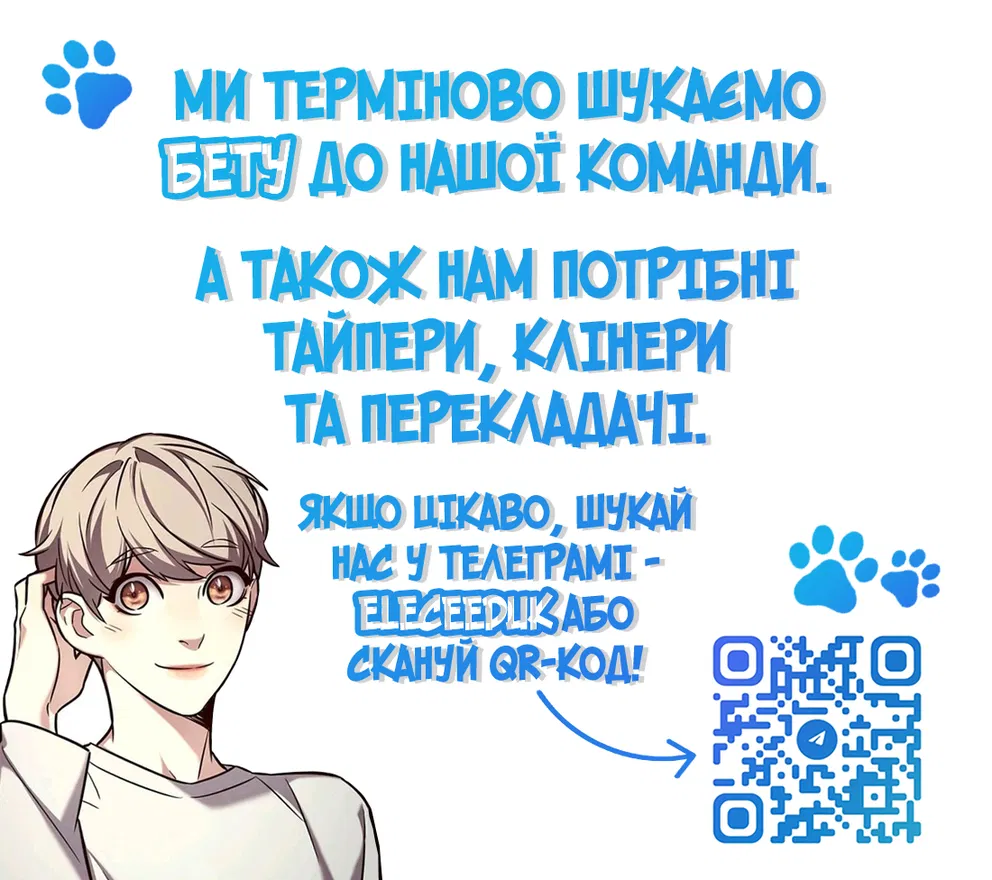 МИ ТЕРМІНОВО ШУКАЄМО
БЕТУ ДО НАШОЇ КОМАНДИ.
А ТАКОЖ НАМ ПОТРІБНІ
ТАЙПЕРИ, КЛІНЕРИ
ТА ПЕРЕКЛАДАЧІ.
ЯКЩО ЦІКАВО, ШУКАЙ
НАС У ТЕЛЕГРАМІ -
ELECEEDUK АБО
СКАНУЙ QR-КОД!